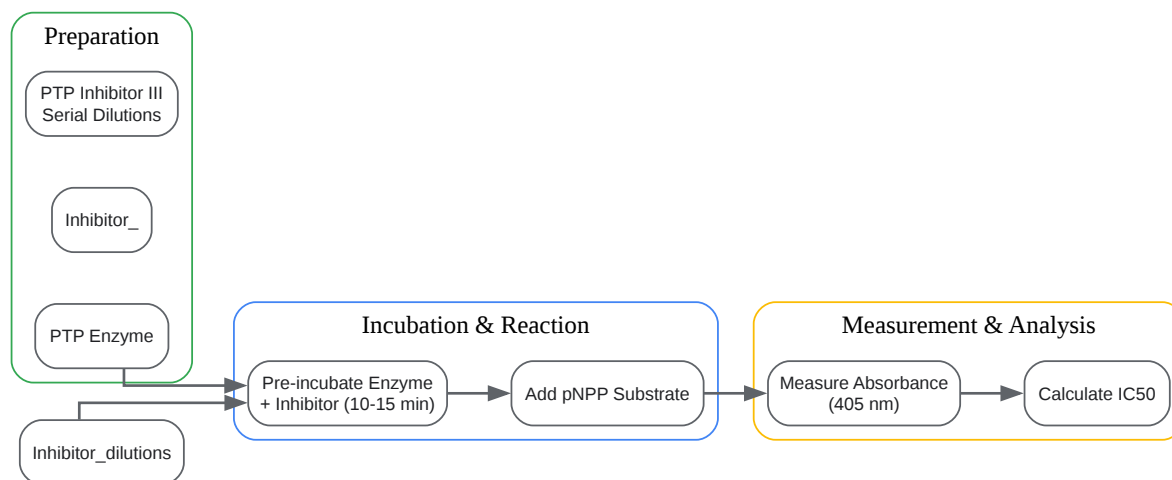 Preparation
PTP Inhibitor III
Serial Dilutions
Inhibitor_
PTP Enzyme
Inhibitor_dilutions
Incubation & Reaction
Pre-incubate Enzyme
+ Inhibitor (10-15 min)
Add pNPP Substrate
Measurement & Analysis
Measure Absorbance
(405 nm)
Calculate IC50